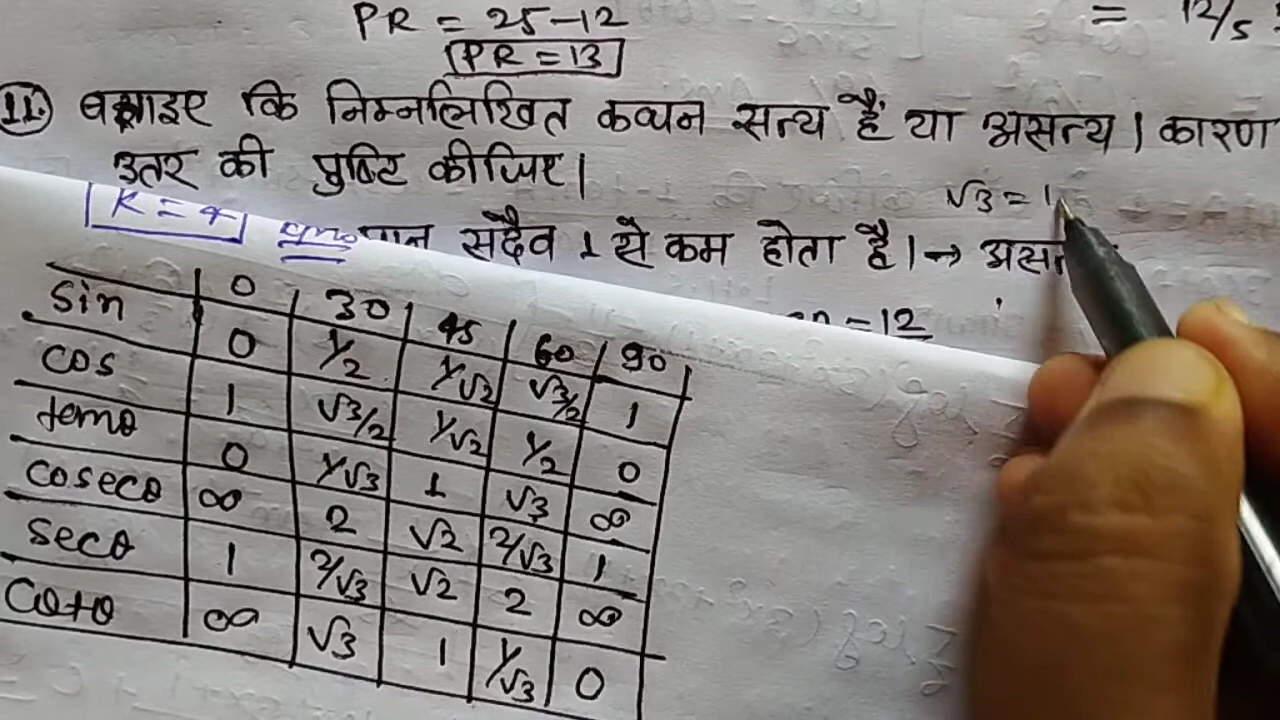 PR = 25-12
= 12/5
PR = 13
11. बताइए कि निम्नलिखित कथन सत्य हैं या असत्य। कारण
उतर की पुष्टि कीजिए।
√3 = 1
K = 4
मान सदैव 1 से कम होता है। → अस
= 12
sin 0 30 45 60 90
0 1/2 1/√2 √3/2 1
cos 1 √3/2 1/√2 1/2 0
temθ 0 1/√3 1 √3 ∞
cosecθ ∞ 2 √2 2/√3 1
secθ 1 2/√3 √2 2 ∞
cotθ ∞ √3 1 1/√3 0